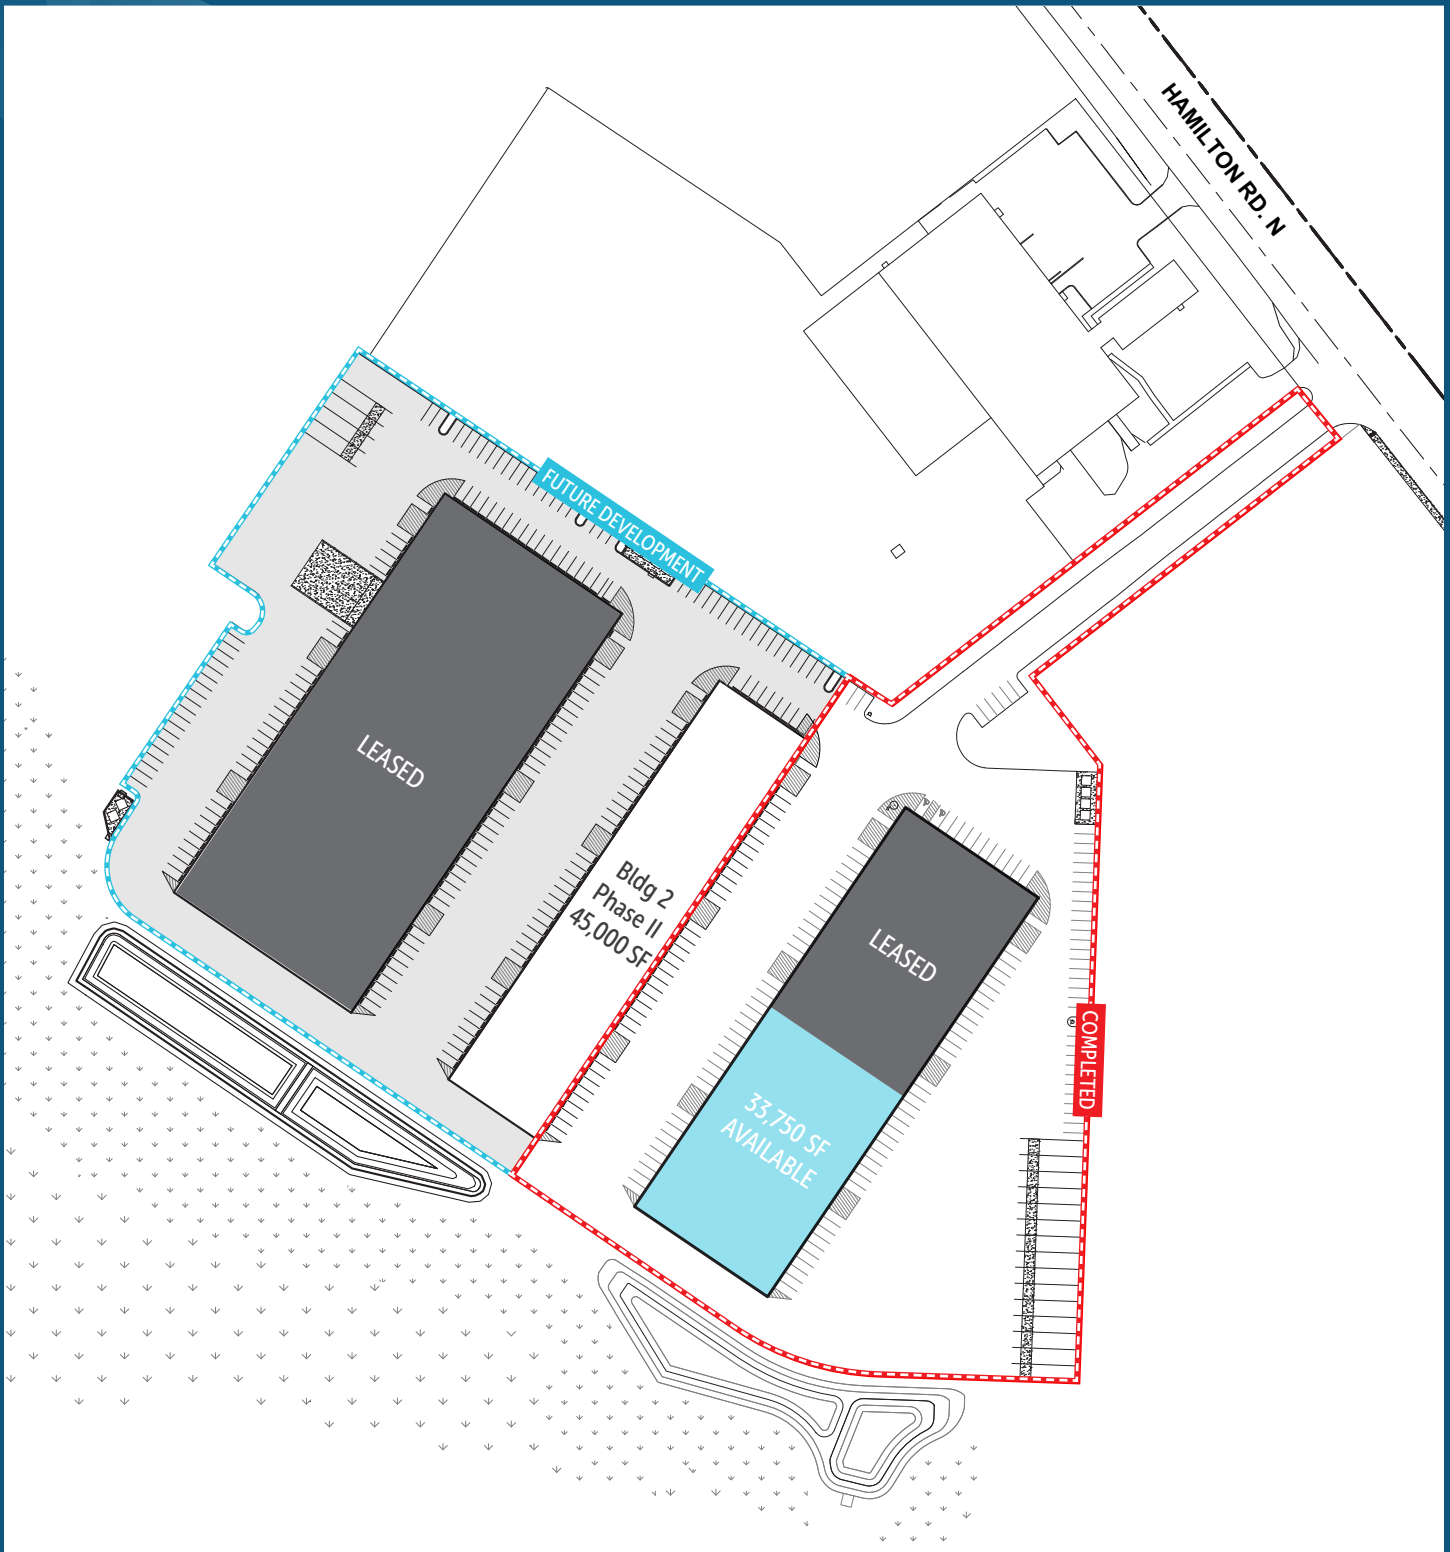 HAMILTON RD. N
FUTURE DEVELOPMENT
LEASED
Bldg 2
Phase II
45,000 SF
LEASED
33,750 SF
AVAILABLE
COMPLETED